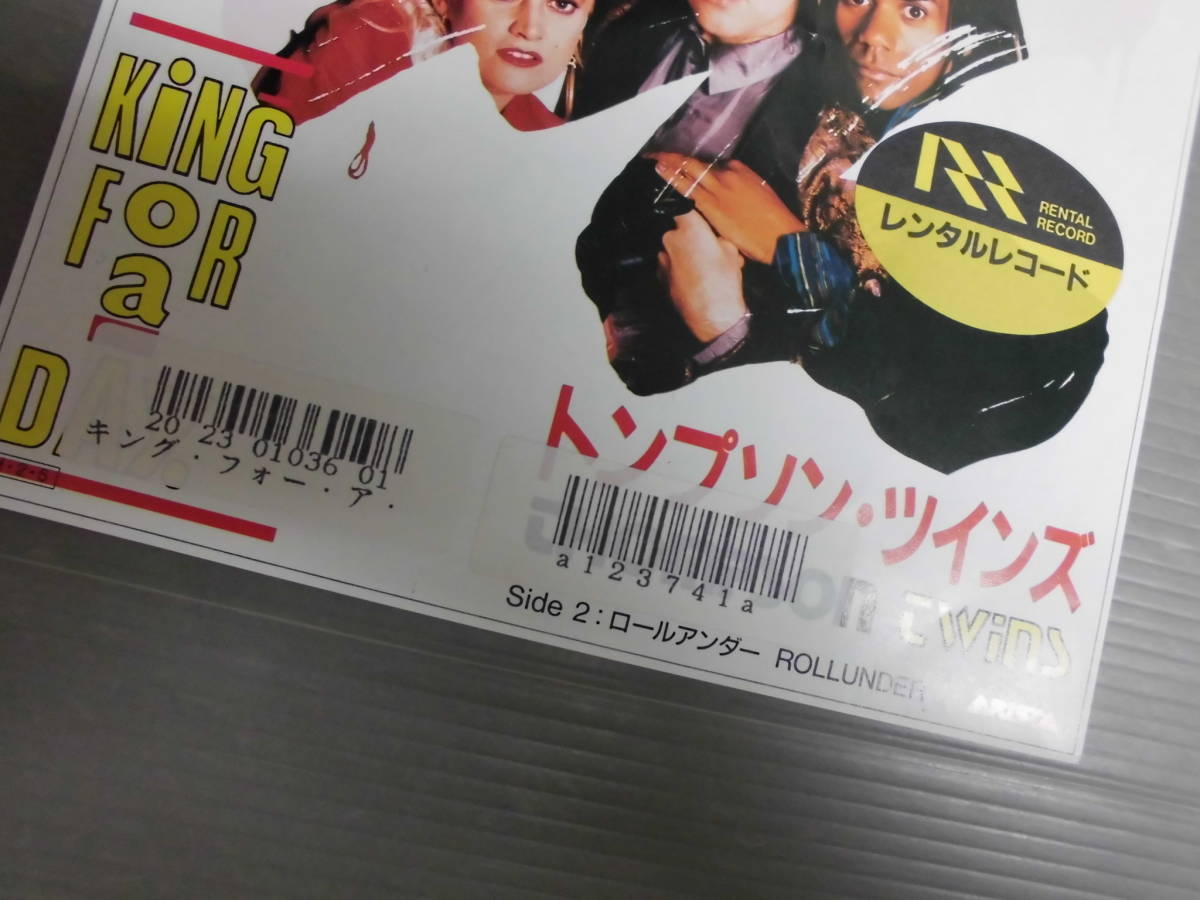 KiNG
FOR
a
RENTAL
RECORD
レンタルレコード
20 23 01036 01
キング・フォー・ア・
トンプソン・ツインズ
twins
a123741a
Side 2:ロールアンダー ROLLUNDER
ARISTA